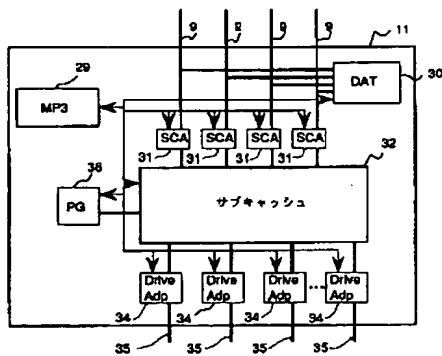 9 9 9 9
11
29
MP3
DAT
30
SCA SCA SCA SCA
31 31 31 31
32
36
PG
サブキャッシュ
Drive Adp
Drive Adp
Drive Adp
Drive Adp
34 34 34 34
35 35 35 35